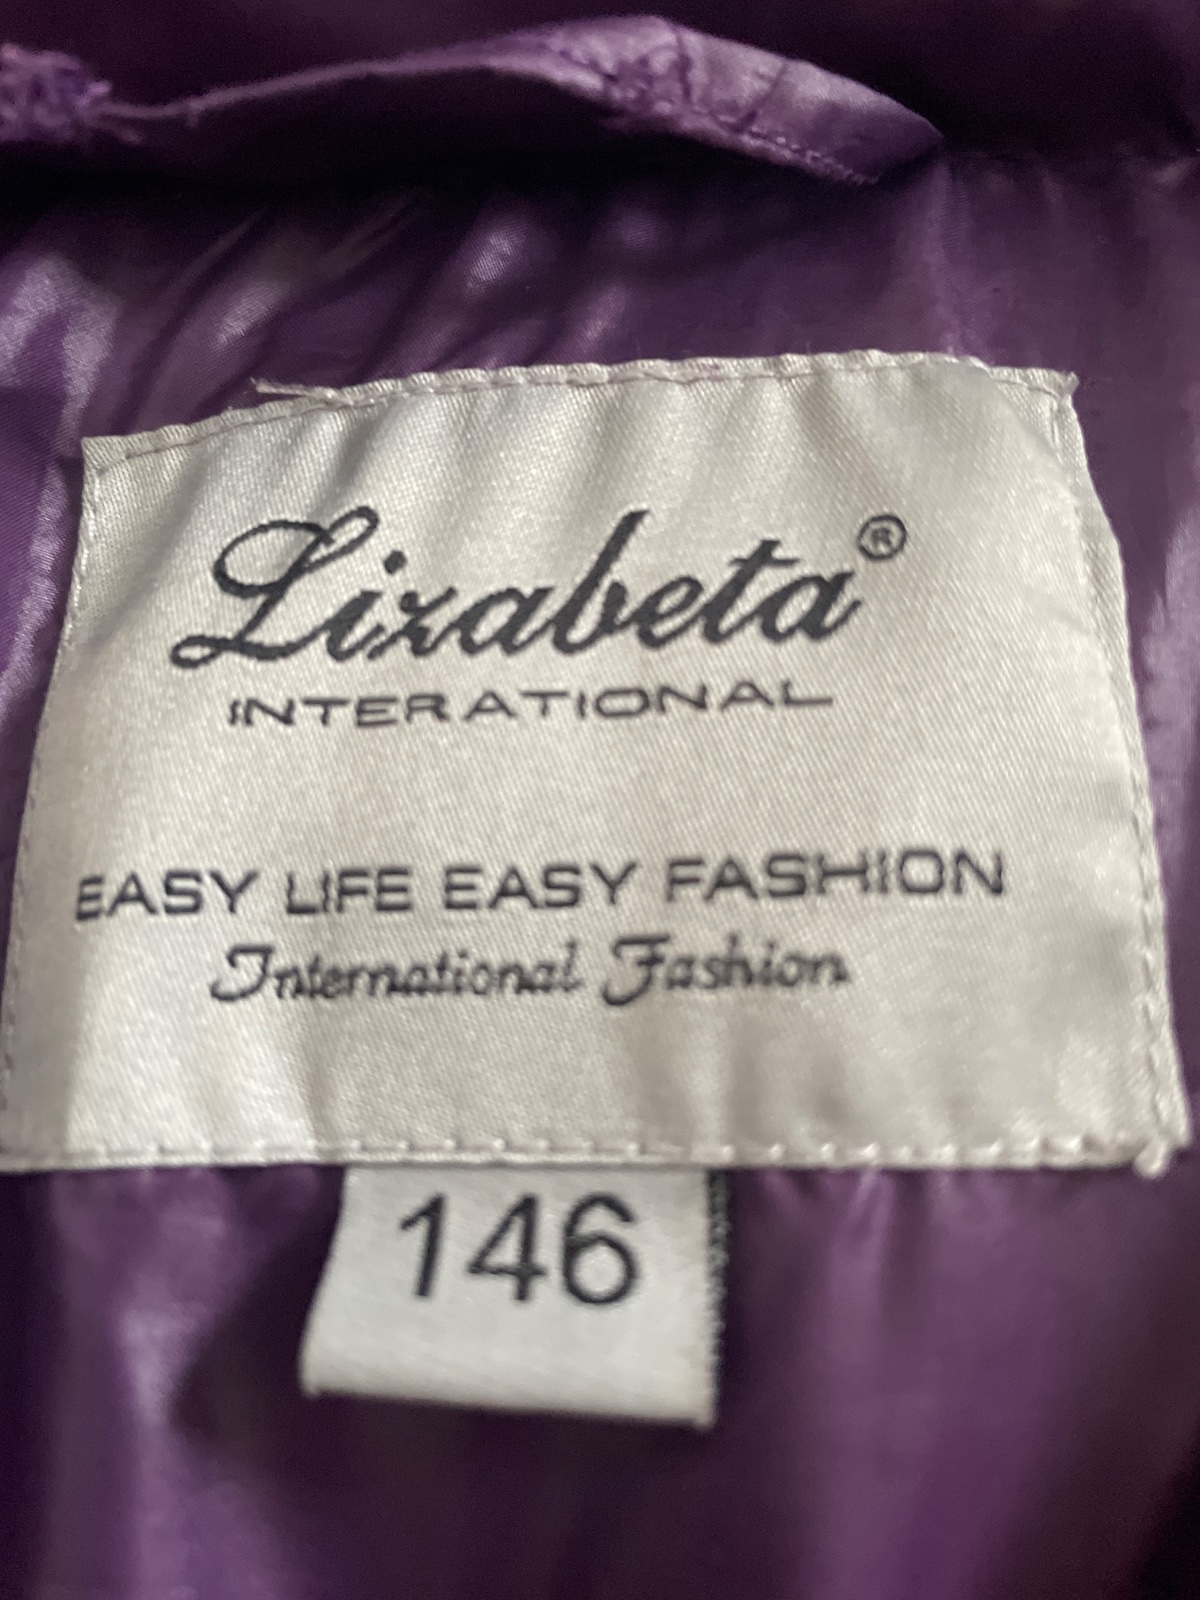 Lizabeta®
INTERATIONAL
EASY LIFE EASY FASHION
International Fashion
146